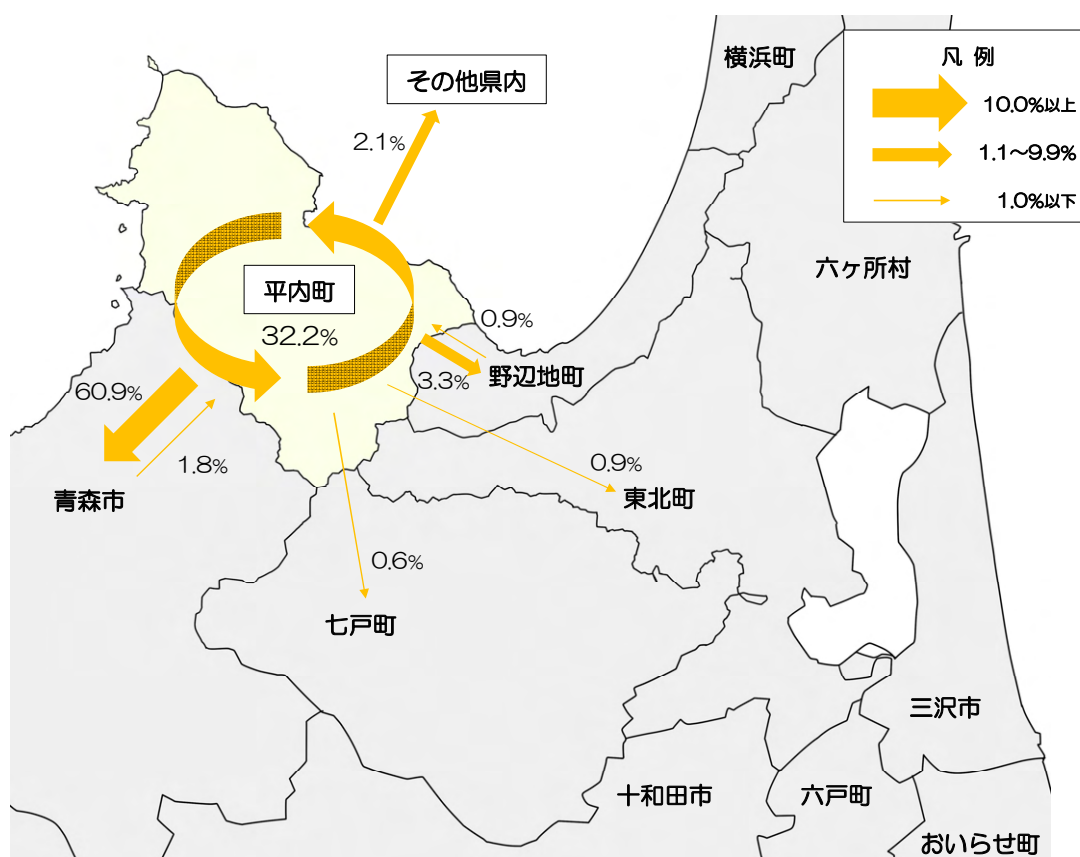 横浜町
凡 例
10.0%以上
1.1～9.9%
1.0%以下
その他県内
2.1%
六ヶ所村
平内町
32.2%
0.9%
野辺地町
3.3%
60.9%
1.8%
青森市
0.9%
東北町
0.6%
七戸町
三沢市
十和田市
六戸町
おいらせ町